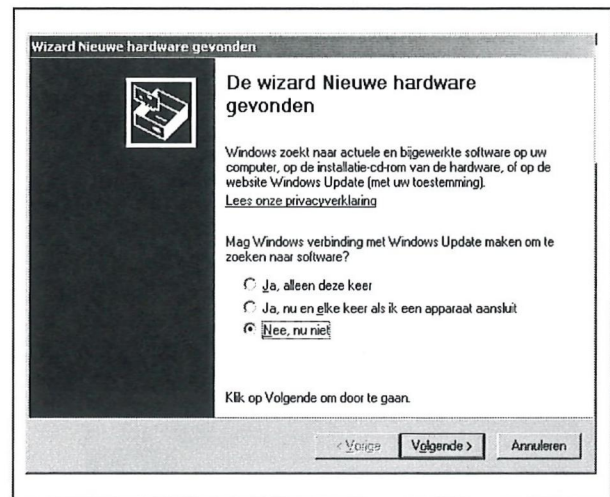 Wizard Nieuwe hardware gevonden
De wizard Nieuwe hardware
gevonden
Windows zoekt naar actuele en bijgewerkte software op uw
computer, op de installatie-cd-rom van de hardware, of op de
website Windows Update (met uw toestemming).
Lees onze privacyverklaring
Mag Windows verbinding met Windows Update maken om te
zoeken naar software?
Ja, alleen deze keer
Ja, nu en elke keer als ik een apparaat aansluit
Nee, nu niet
Klik op Volgende om door te gaan.
< Vorige Volgende > Annuleren